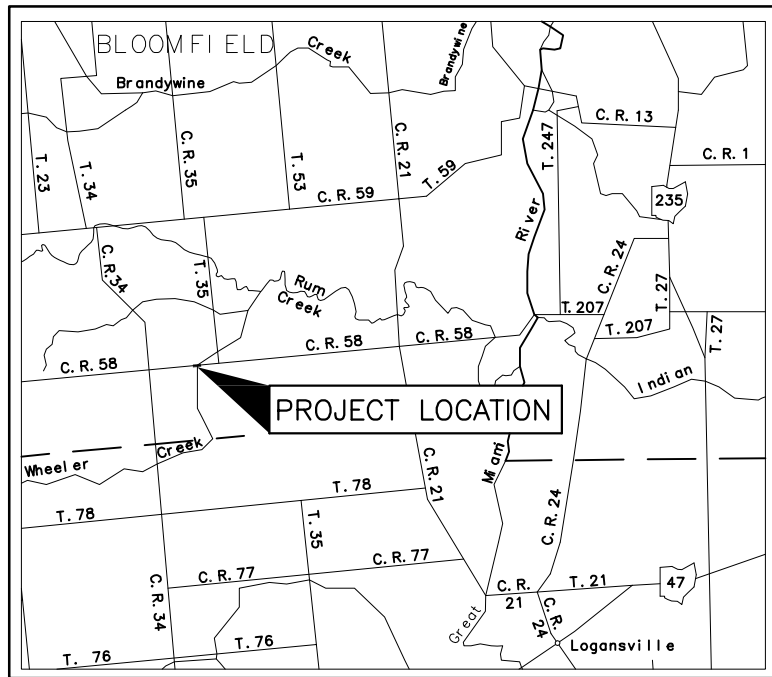 BLOOMFIELD
Creek
Brandywine
Brandywine
C. R. 13
T. 247
C. R. 1
T. 23
T. 34
C. R. 35
T. 53
C. R. 21
T. 59
C. R. 59
235
River
C. R. 24
C. R. 34
T. 35
Rum
Creek
T. 27
T. 207
T. 207
T. 27
C. R. 58
C. R. 58
C. R. 58
Indian
PROJECT LOCATION
Creek
Wheeler
Miami
T. 78
T. 78
C. R. 21
C. R. 24
T. 35
C. R. 77
C. R. 77
C. R.
21
T. 21
47
C. R. 34
Great
C. R.
24
T. 76
T. 76
Logansville